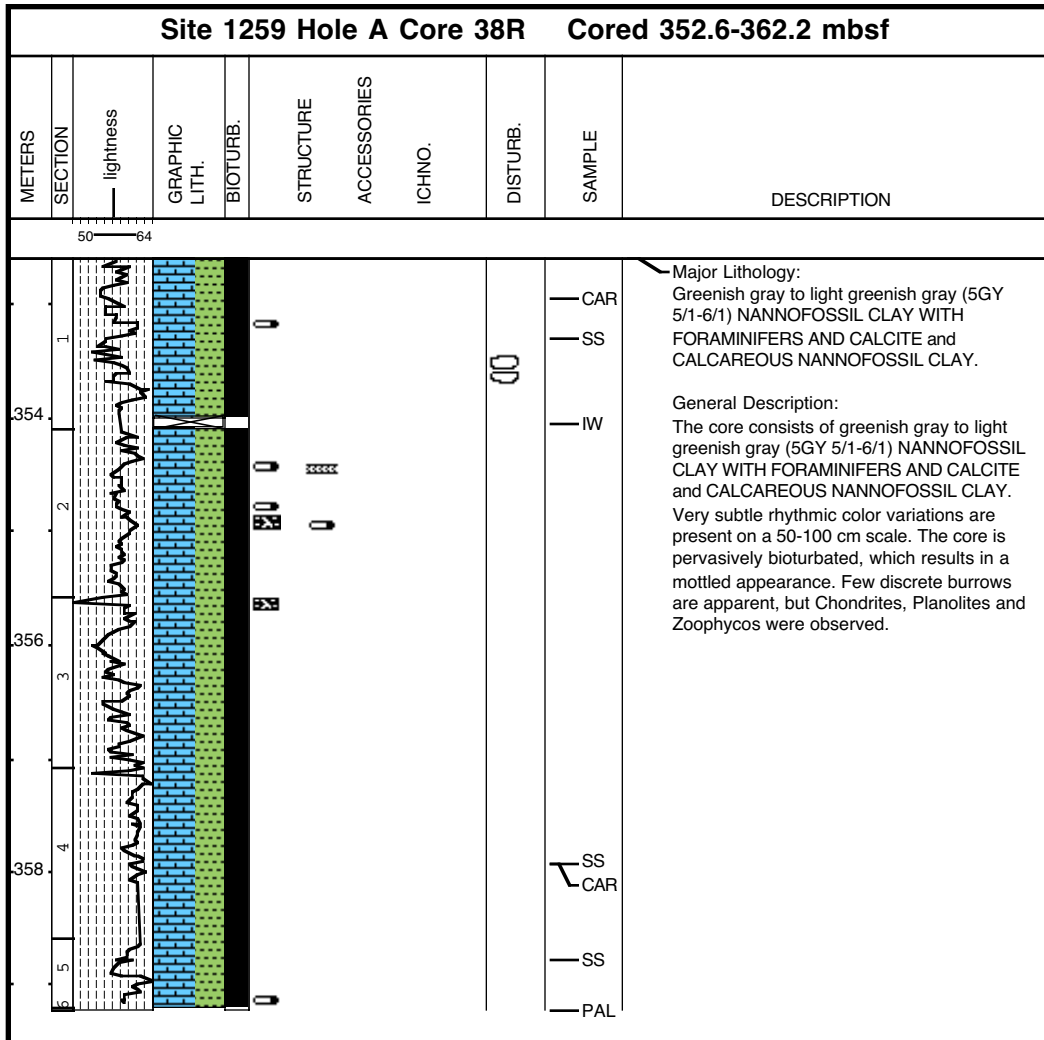 Site 1259 Hole A Core 38R Cored 352.6-362.2 mbsf
METERS
SECTION
lightness
GRAPHIC
LITH.
BIOTURB.
STRUCTURE
ACCESSORIES
ICHNO.
DISTURB.
SAMPLE
DESCRIPTION
50 64
1
2
3
4
5
6
354
356
358
CAR
SS
IW
SS
CAR
SS
PAL
Major Lithology:
Greenish gray to light greenish gray (5GY
5/1-6/1) NANNOFOSSIL CLAY WITH
FORAMINIFERS AND CALCITE and
CALCAREOUS NANNOFOSSIL CLAY.
General Description:
The core consists of greenish gray to light
greenish gray (5GY 5/1-6/1) NANNOFOSSIL
CLAY WITH FORAMINIFERS AND CALCITE
and CALCAREOUS NANNOFOSSIL CLAY.
Very subtle rhythmic color variations are
present on a 50-100 cm scale. The core is
pervasively bioturbated, which results in a
mottled appearance. Few discrete burrows
are apparent, but Chondrites, Planolites and
Zoophycos were observed.